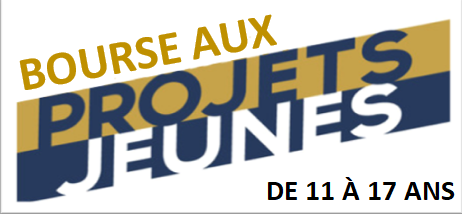 BOURSE AUX
PROJETS
JEUNES
DE 11 À 17 ANS